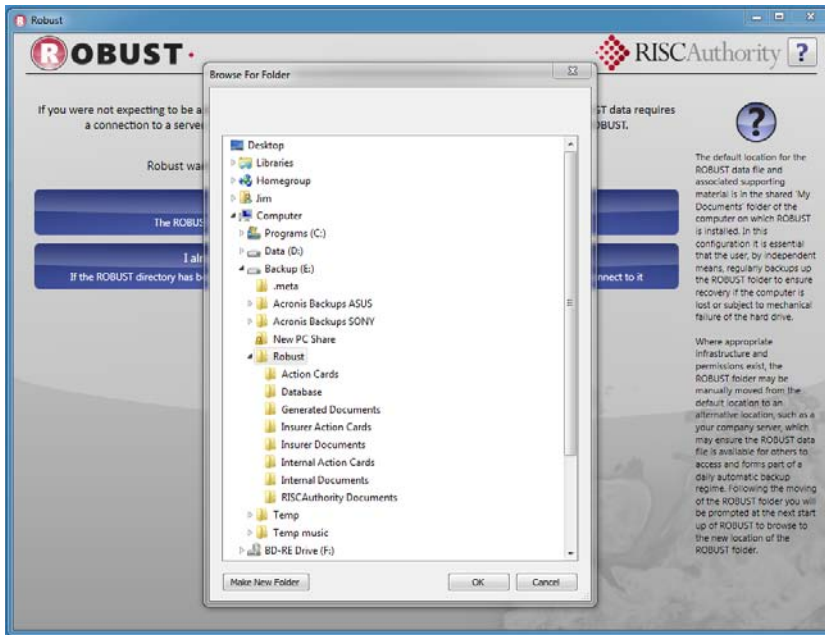 Robust
ROBUST
RISCAuthority ?
Browse For Folder
If you were not expecting to be a
a connection to a server
Robust wa
The ROBUS
I alr
If the ROBUST directory has be
Desktop
Libraries
Homegroup
Jim
Computer
Programs (C:)
Data (D:)
Backup (E:)
.meta
Acronis Backups ASUS
Acronis Backups SONY
New PC Share
Robust
Action Cards
Database
Generated Documents
Insurer Action Cards
Insurer Documents
Internal Action Cards
Internal Documents
RISCAuthority Documents
Temp
Temp music
BD-RE Drive (F:)
Make New Folder OK Cancel
ST data requires
OBUST.
nnect to it
?
The default location for the
ROBUST data file and
associated supporting
material is in the shared 'My
Documents' folder of the
computer on which ROBUST
is installed. In this
configuration it is essential
that the user, by independent
means, regularly backups up
the ROBUST folder to ensure
recovery if the computer is
lost or subject to mechanical
failure of the hard drive.
Where appropriate
infrastructure and
permissions exist, the
ROBUST folder may be
manually moved from the
default location to an
alternative location, such as a
your company server, which
may ensure the ROBUST data
file is available for others to
access and forms part of a
daily automatic backup
regime. Following the moving
of the ROBUST folder you will
be prompted at the next start
up of ROBUST to browse to
the new location of the
ROBUST folder.